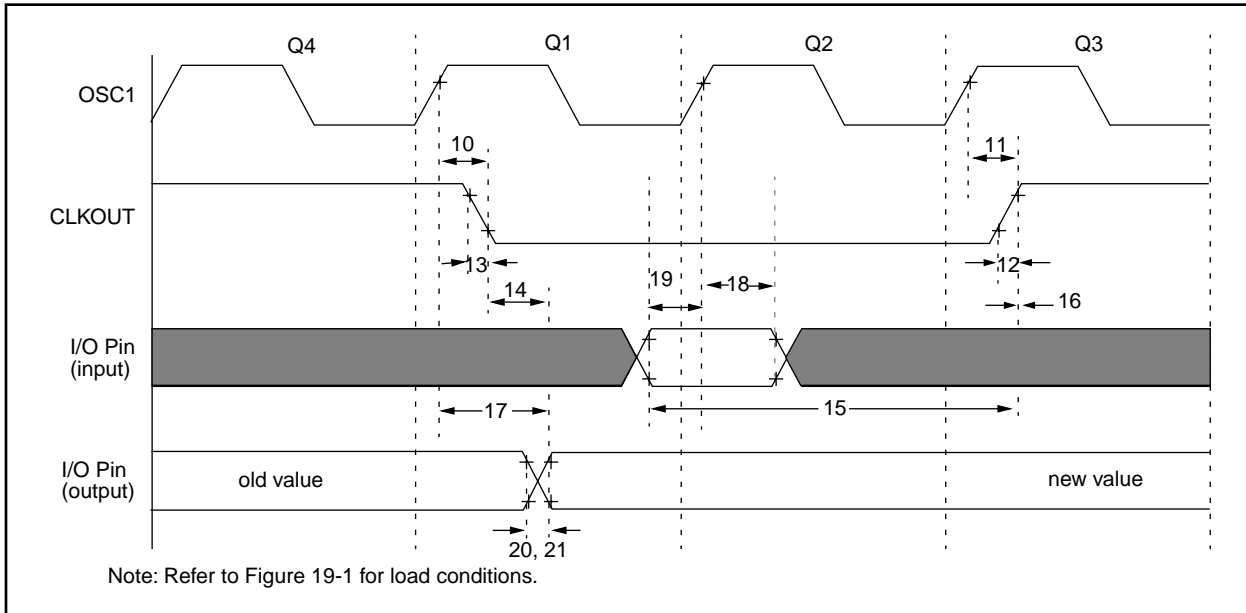 Q4 Q1 Q2 Q3
OSC1
10
11
CLKOUT
13
12
14
19
18
16
I/O Pin
(input)
17
15
I/O Pin
(output)
old value
new value
20, 21
Note: Refer to Figure 19-1 for load conditions.